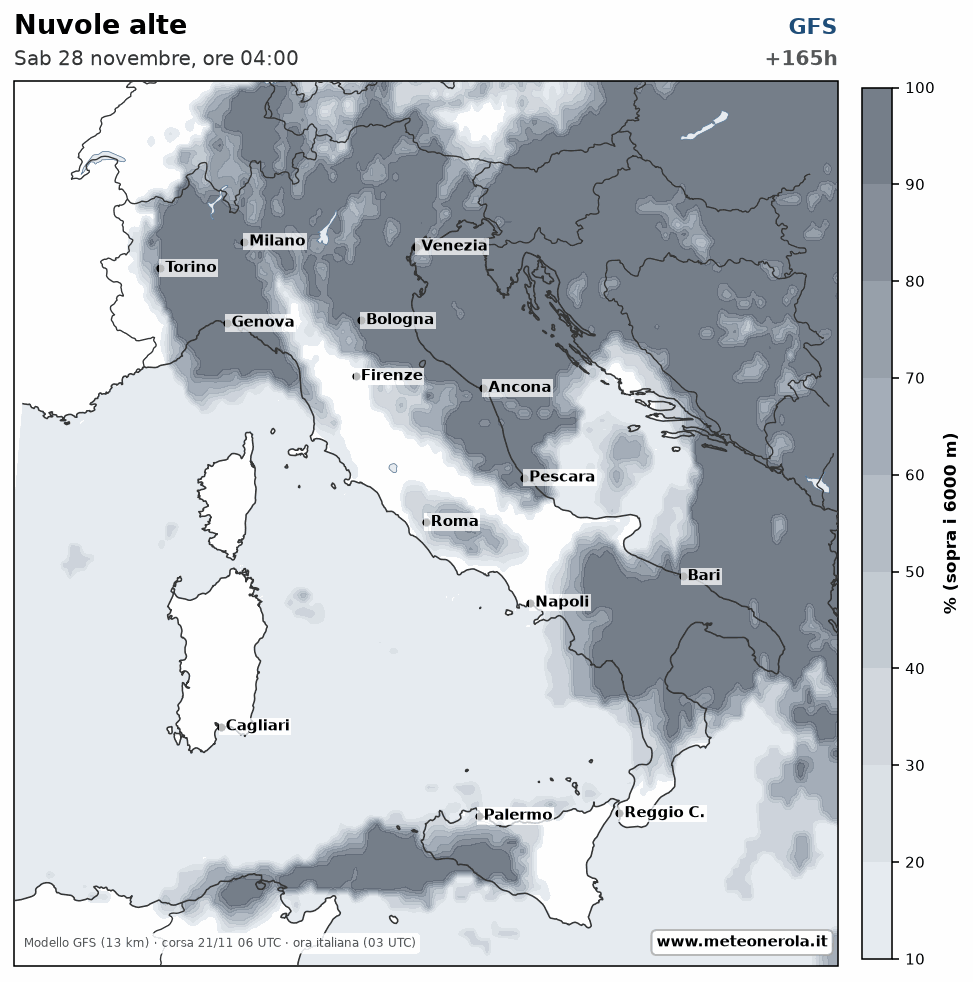 Nuvole alte
GFS
Sab 28 novembre, ore 04:00
+165h
100
90
80
70
60
50
40
30
20
10
% (sopra i 6000 m)
Milano
Venezia
Torino
Genova
Bologna
Firenze
Ancona
Pescara
Roma
Bari
Napoli
Cagliari
Palermo
Reggio C.
Modello GFS (13 km) · corsa 21/11 06 UTC · ora italiana (03 UTC)
www.meteonerola.it